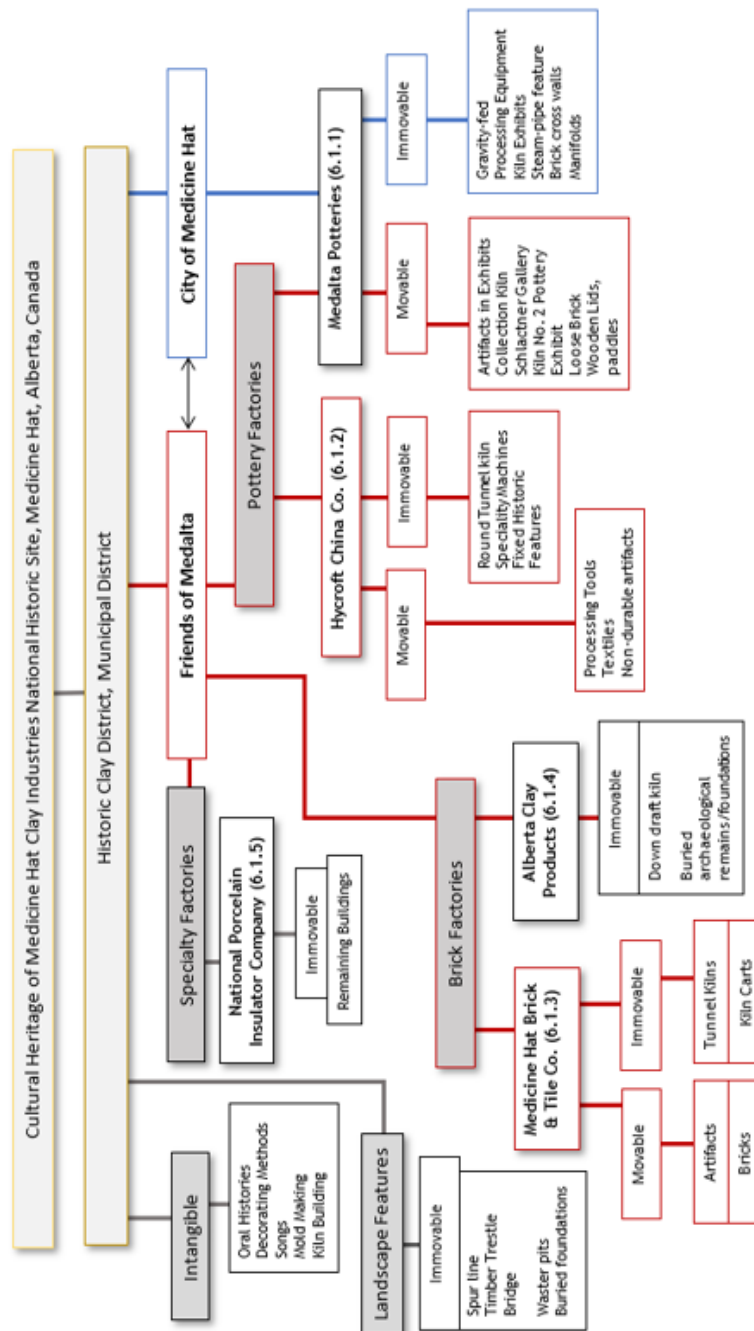 Cultural Heritage of Medicine Hat Clay Industries National Historic Site, Medicine Hat, Alberta, Canada
Historic Clay District, Municipal District
Intangible
Oral Histories
Decorating Methods
Songs
Mold Making
Kiln Building
Landscape Features
Immovable
Spur line
Timber Trestle
Bridge
Waster pits
Buried foundations
Specialty Factories
National Porcelain
Insulator Company (6.1.5)
Immovable
Remaining Buildings
Friends of Medalta
City of Medicine Hat
Brick Factories
Medicine Hat Brick
& Tile Co. (6.1.3)
Movable
Artifacts
Bricks
Immovable
Tunnel Kilns
Kiln Carts
Alberta Clay
Products (6.1.4)
Immovable
Down draft kiln
Buried
archaeological
remains/foundations
Pottery Factories
Hycroft China Co. (6.1.2)
Movable
Processing Tools
Textiles
Non-durable artifacts
Immovable
Round Tunnel kiln
Speciality Machines
Fixed Historic
Features
Medalta Potteries (6.1.1)
Movable
Artifacts in Exhibits
Collection Kiln
Schlactner Gallery
Kiln No. 2 Pottery
Exhibit
Loose Brick
Wooden Lids,
paddles
Immovable
Gravity-fed
Processing Equipment
Kiln Exhibits
Steam-pipe feature
Brick cross walls
Manifolds